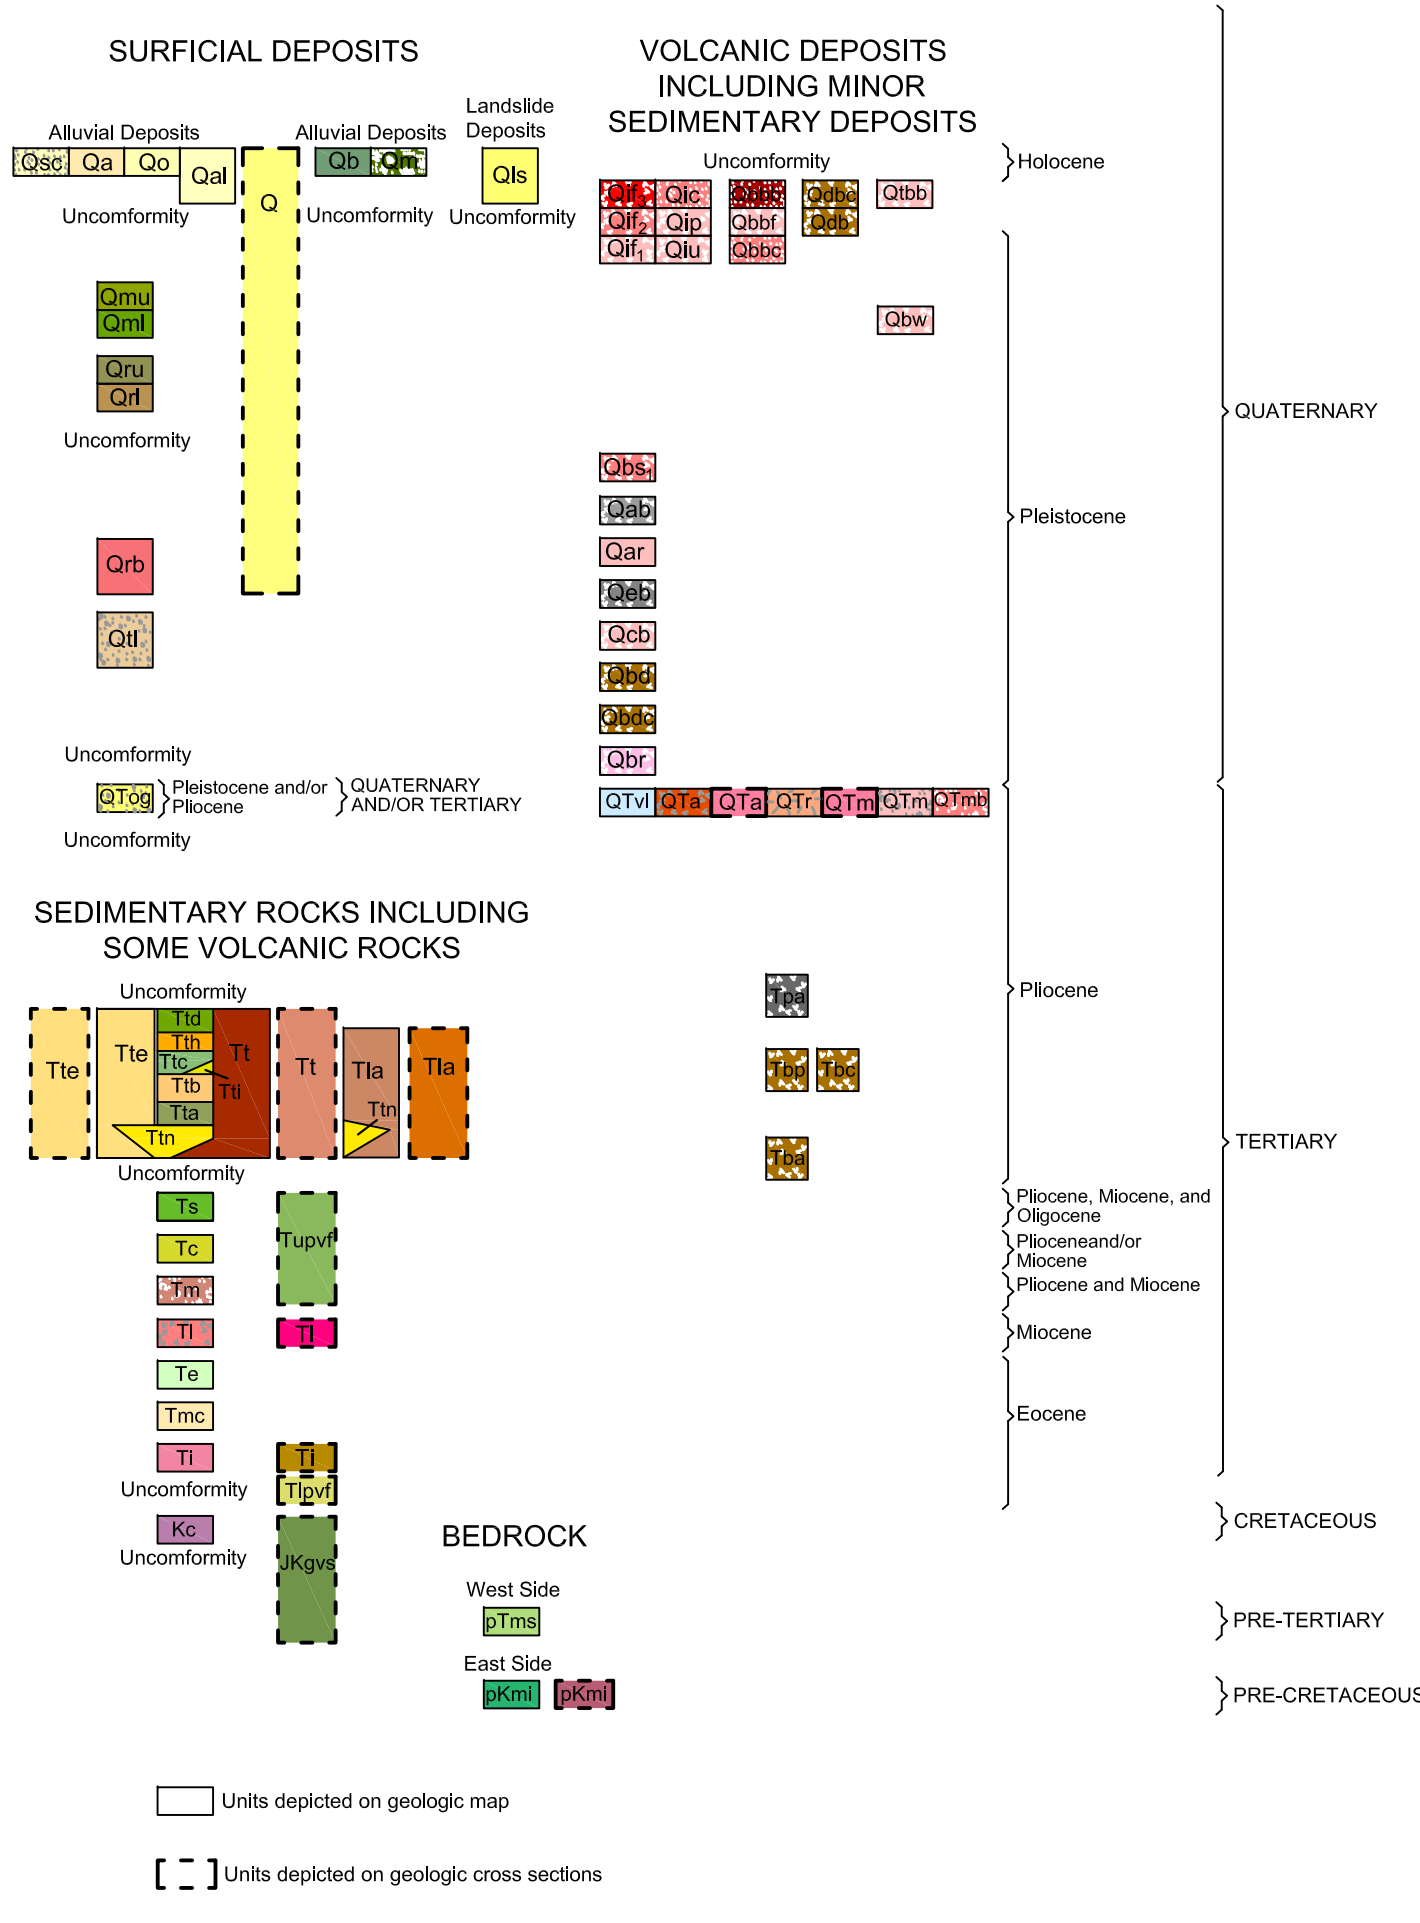 SURFICIAL DEPOSITS
VOLCANIC DEPOSITS
INCLUDING MINOR
SEDIMENTARY DEPOSITS
Landslide
Deposits
Alluvial Deposits
Alluvial Deposits
Qsc Qa Qo Qal
Q
Qb Qm
Qls
Uncomformity
Uncomformity
Uncomformity
Uncomformity
Holocene
Qif3 Qic Qbbb Qdbc Qtbb
Qif2 Qip Qbbf Qdb
Qif1 Qiu Qbbc
Qmu
Qml
Qbw
Qru
Qrl
Uncomformity
QUATERNARY
Qbs1
Qab
Pleistocene
Qar
Qrb
Qeb
Qcb
Qtl
Qbd
Qbdc
Uncomformity
Qbr
QTog
Pleistocene and/or
Pliocene
QUATERNARY
AND/OR TERTIARY
QTvl QTa QTa QTr QTm QTm QTmb
Uncomformity
SEDIMENTARY ROCKS INCLUDING
SOME VOLCANIC ROCKS
Uncomformity
Tpa
Pliocene
Tte
Tte
Ttd
Tth
Ttc
Tti
Ttb
Tta
Ttn
Tt
Tt
Tla
Ttn
Tla
Tbp Tbc
Tba
TERTIARY
Uncomformity
Ts
Tupvf
Pliocene, Miocene, and
Oligocene
Tc
Plioceneand/or
Miocene
Tm
Pliocene and Miocene
Tl
Tl
Miocene
Te
Tmc
Eocene
Ti
Ti
Uncomformity
Tlpvf
Kc
CRETACEOUS
Uncomformity
JKgvs
BEDROCK
West Side
pTms
PRE-TERTIARY
East Side
pKmi pKmi
PRE-CRETACEOUS
Units depicted on geologic map
Units depicted on geologic cross sections